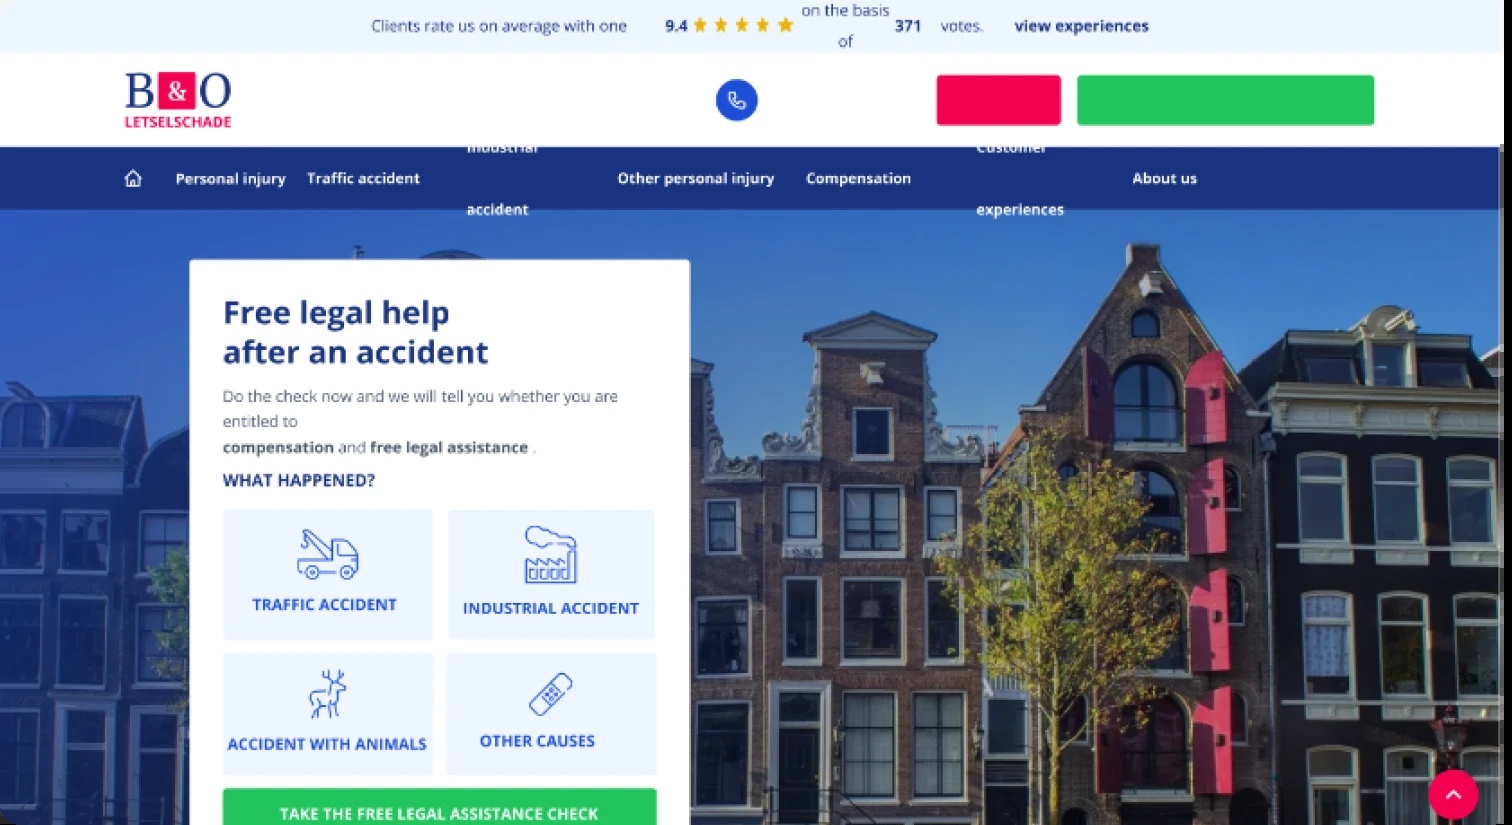 Clients rate us on average with one 9.4 on the basis of 371 votes. view experiences
B&O
LETSELSCHADE
Personal injury Traffic accident Industrial accident Other personal injury Compensation Customer experiences About us
Free legal help
after an accident
Do the check now and we will tell you whether you are
entitled to
compensation and free legal assistance .
WHAT HAPPENED?
TRAFFIC ACCIDENT
INDUSTRIAL ACCIDENT
ACCIDENT WITH ANIMALS
OTHER CAUSES
TAKE THE FREE LEGAL ASSISTANCE CHECK